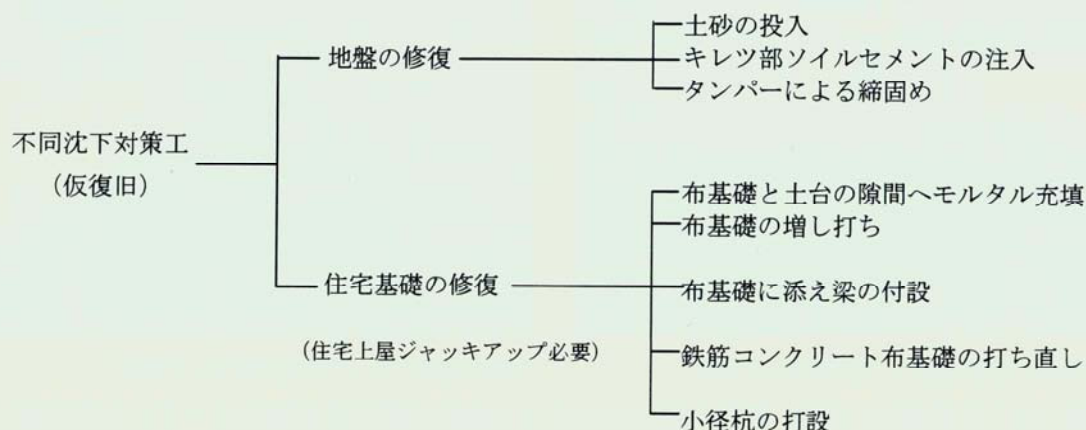 不同沈下対策工
（仮復旧）
地盤の修復
土砂の投入
キレツ部ソイルセメントの注入
タンパーによる締固め
住宅基礎の修復
（住宅上屋ジャッキアップ必要）
布基礎と土台の隙間へモルタル充填
布基礎の増し打ち
布基礎に添え梁の付設
鉄筋コンクリート布基礎の打ち直し
小径杭の打設